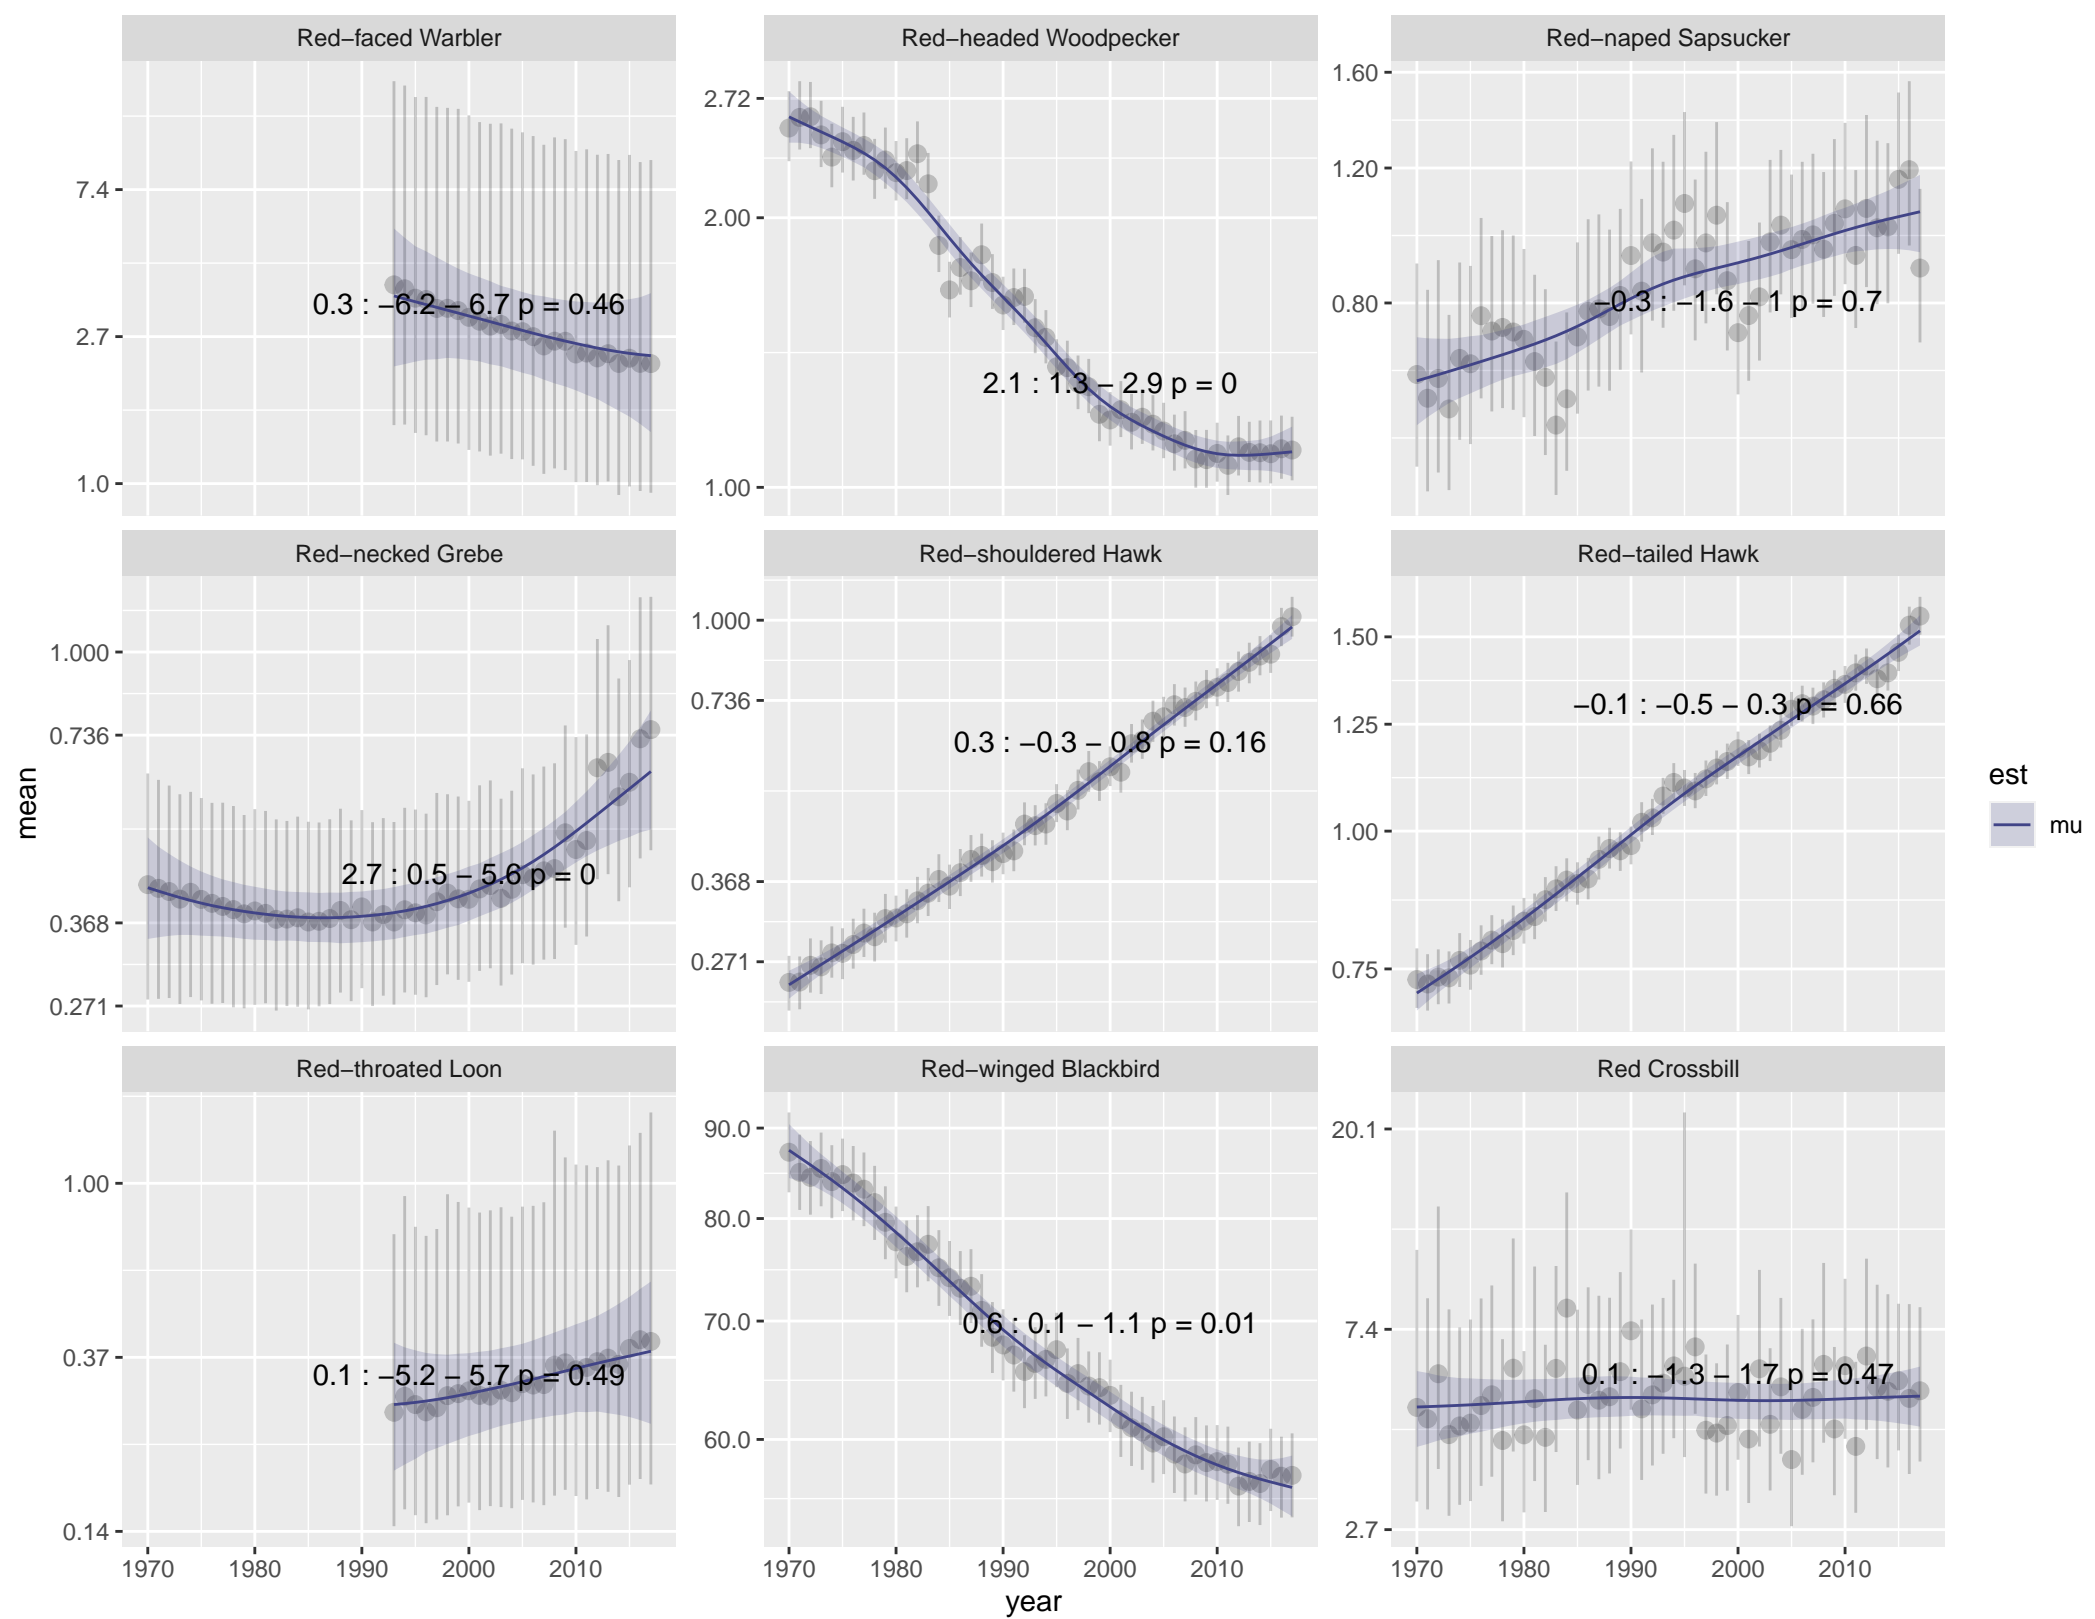 Red−faced Warbler
Red−headed Woodpecker
Red−naped Sapsucker
7.4
2.7
1.0
0.3 : −6.2 − 6.7 p = 0.46
2.72
2.00
1.00
2.1 : 1.3 − 2.9 p = 0
1.60
1.20
0.80
−0.3 : −1.6 − 1 p = 0.7
Red−necked Grebe
Red−shouldered Hawk
Red−tailed Hawk
1.000
0.736
0.368
0.271
2.7 : 0.5 − 5.6 p = 0
1.000
0.736
0.368
0.271
0.3 : −0.3 − 0.8 p = 0.16
1.50
1.25
1.00
0.75
−0.1 : −0.5 − 0.3 p = 0.66
mean
est
mu
Red−throated Loon
Red−winged Blackbird
Red Crossbill
1.00
0.37
0.14
0.1 : −5.2 − 5.7 p = 0.49
90.0
80.0
70.0
60.0
0.6 : 0.1 − 1.1 p = 0.01
20.1
7.4
2.7
0.1 : −1.3 − 1.7 p = 0.47
1970 1980 1990 2000 2010
1970 1980 1990 2000 2010
1970 1980 1990 2000 2010
year